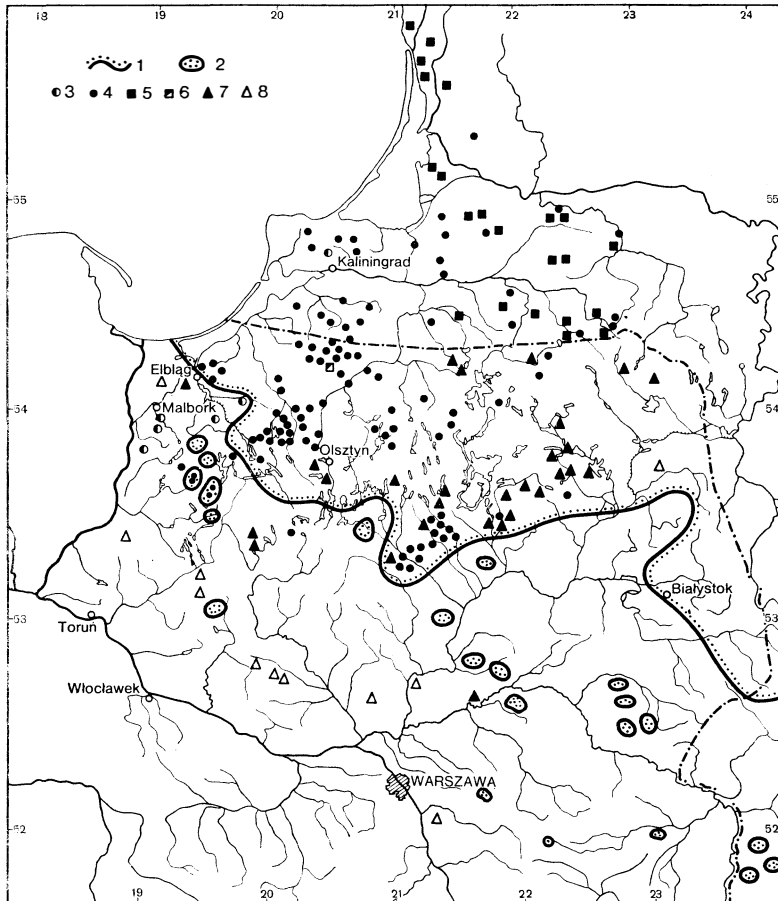 18 19 20 21 22 23 24
1 2
3 4 5 6 7 8
55 55
Kaliningrad
Elbląg
54 54
Malbork
Olsztyn
Białystok
53 53
Toruń
Włocławek
WARSZAWA
52 52
19 20 21 22 23